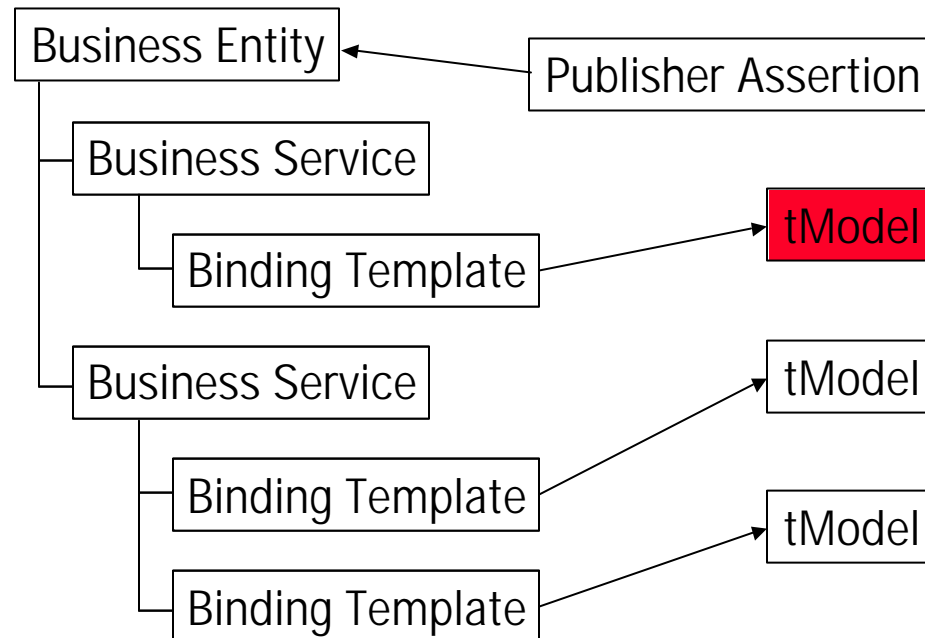 Business Entity
Publisher Assertion
Business Service
tModel
Binding Template
Business Service
tModel
Binding Template
tModel
Binding Template